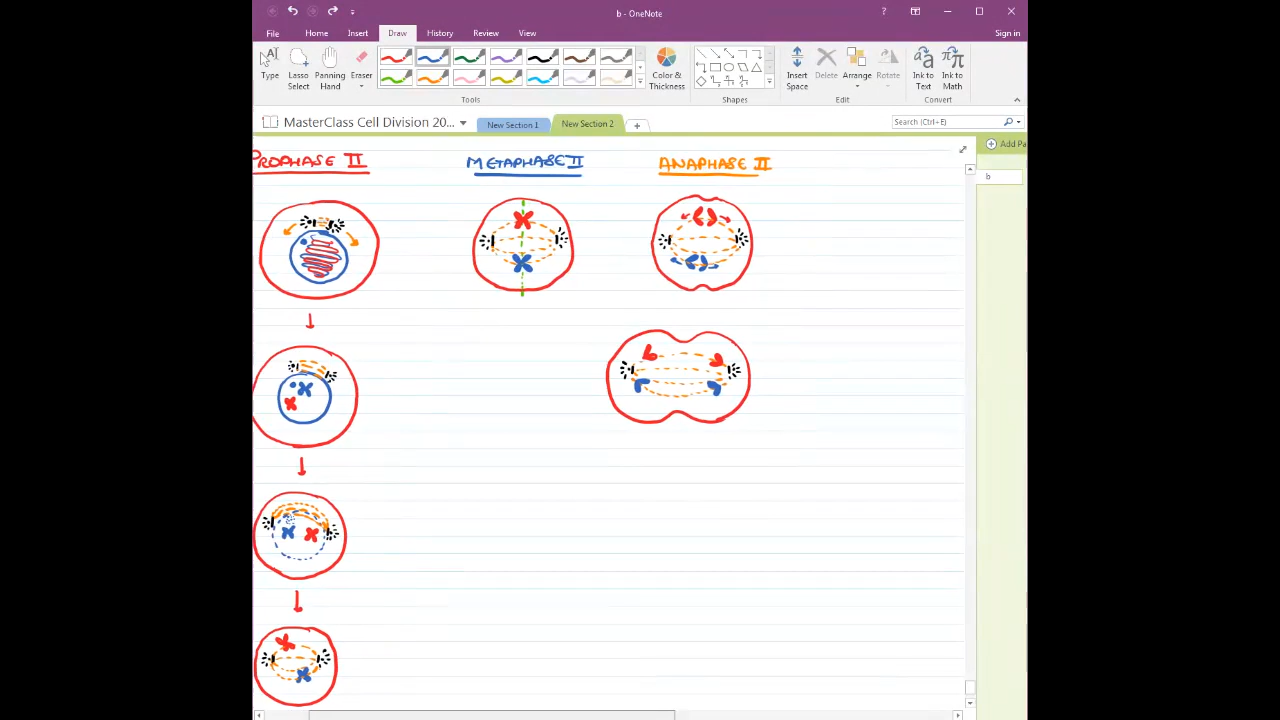 b - OneNote
? Sign in
File Home Insert Draw History Review View
Type
Lasso Select
Panning Hand
Eraser
Color & Thickness
Insert Space
Delete
Arrange
Rotate
Ink to Text
Ink to Math
Tools
Shapes
Edit
Convert
MasterClass Cell Division 20...
New Section 1
New Section 2
Search (Ctrl+E)
Add Pa
b
PROPHASE II
METAPHASE II
ANAPHASE II